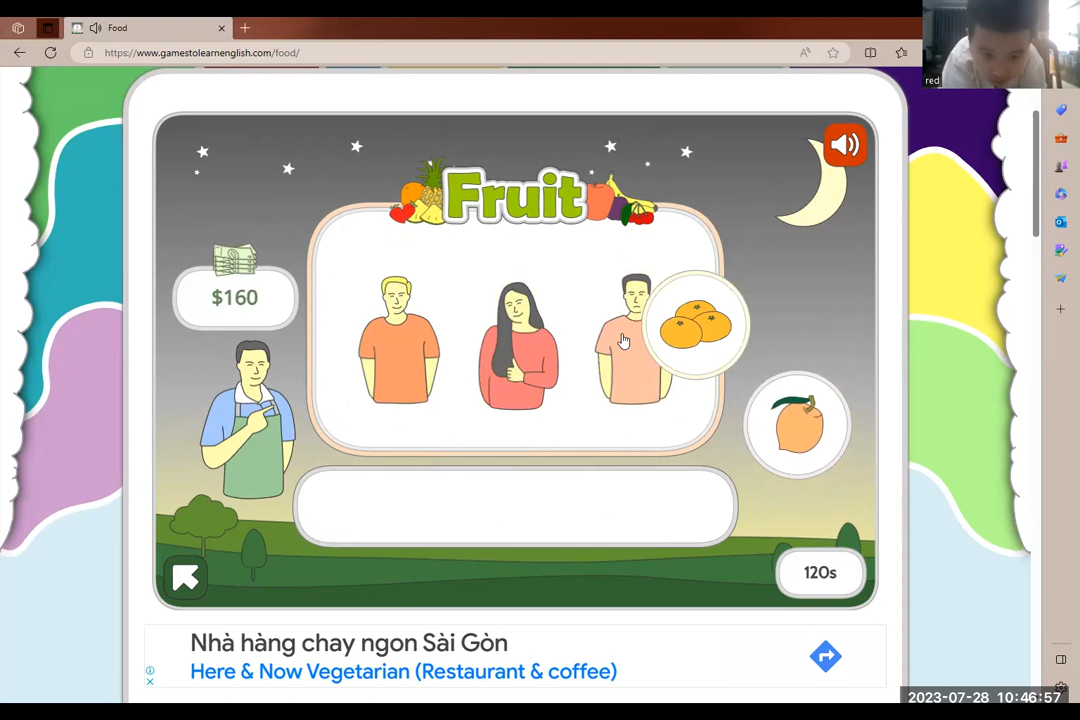 Food
https://www.gamestolearnenglish.com/food/
red
Fruit
$160
120s
Nhà hàng chay ngon Sài Gòn
Here & Now Vegetarian (Restaurant & coffee)
2023-07-28 10:46:57